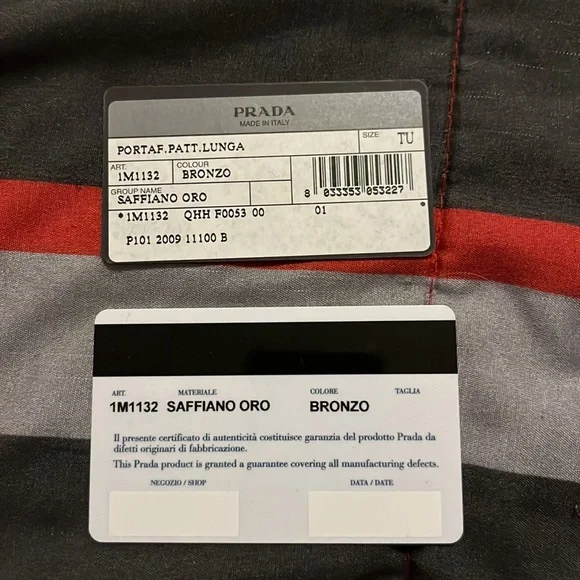 PRADA
MADE IN ITALY
PORTAF.PATT.LUNGA
SIZE TU
ART. COLOUR
1M1132 BRONZO
GROUP NAME
SAFFIANO ORO
*1M1132 QHH F0053 00 01
8 033353 053227
P101 2009 11100 B
ART. MATERIALE COLORE TAGLIA
1M1132 SAFFIANO ORO BRONZO
Il presente certificato di autenticità costituisce garanzia del prodotto Prada da
difetti originari di fabbricazione.
This Prada product is granted a guarantee covering all manufacturing defects.
NEGOZIO / SHOP DATA / DATE